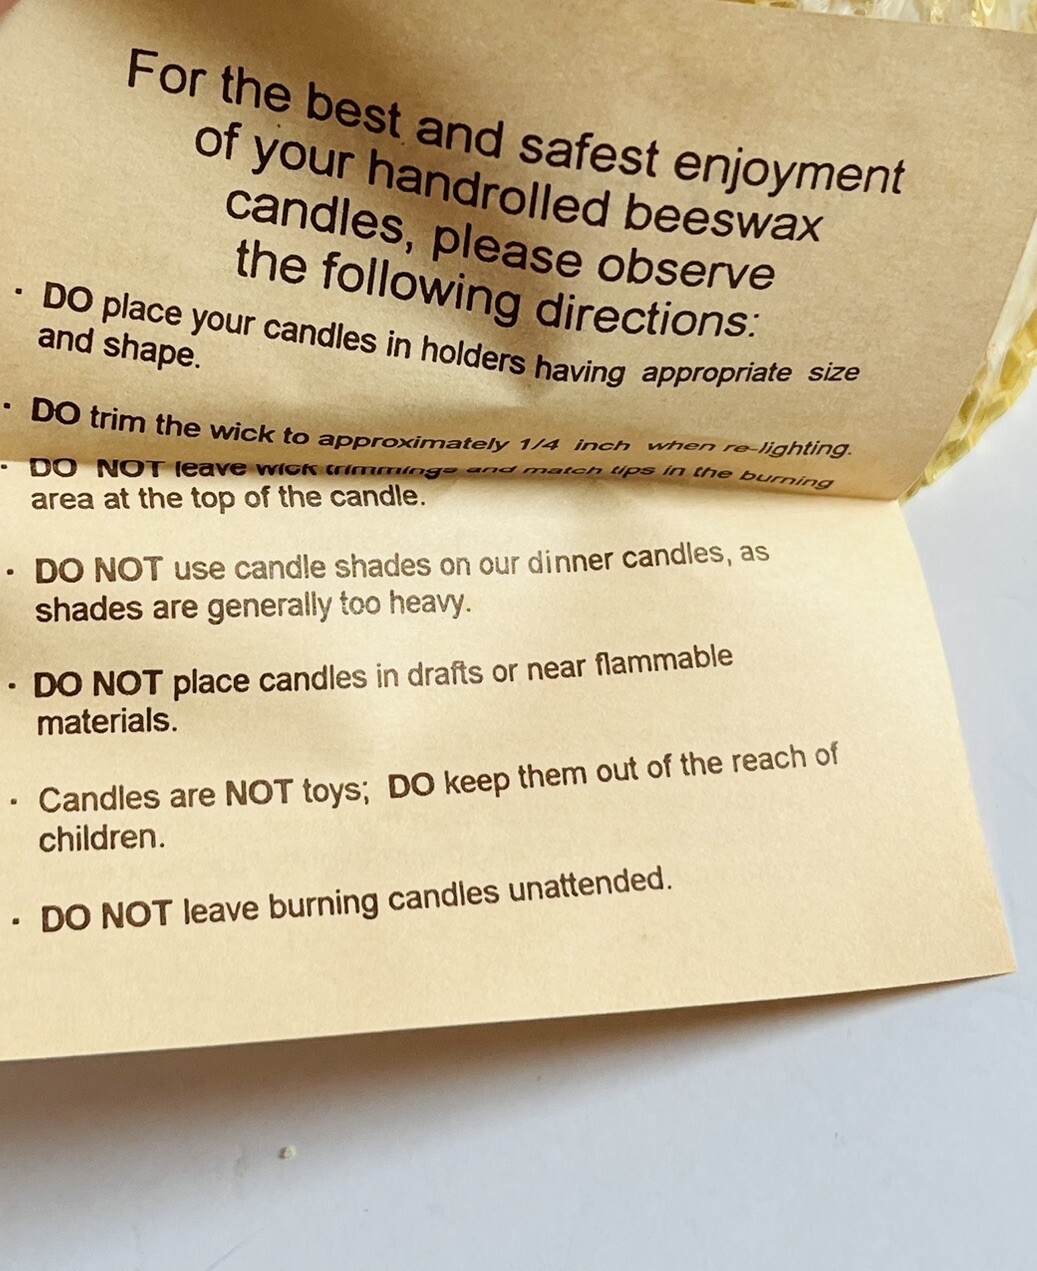 For the best and safest enjoyment
of your handrolled beeswax
candles, please observe
the following directions:
· DO place your candles in holders having appropriate size
and shape.
· DO trim the wick to approximately 1/4 inch when re-lighting.
· DO NOT leave wick trimmings and match tips in the burning
area at the top of the candle.
· DO NOT use candle shades on our dinner candles, as
shades are generally too heavy.
· DO NOT place candles in drafts or near flammable
materials.
· Candles are NOT toys; DO keep them out of the reach of
children.
· DO NOT leave burning candles unattended.